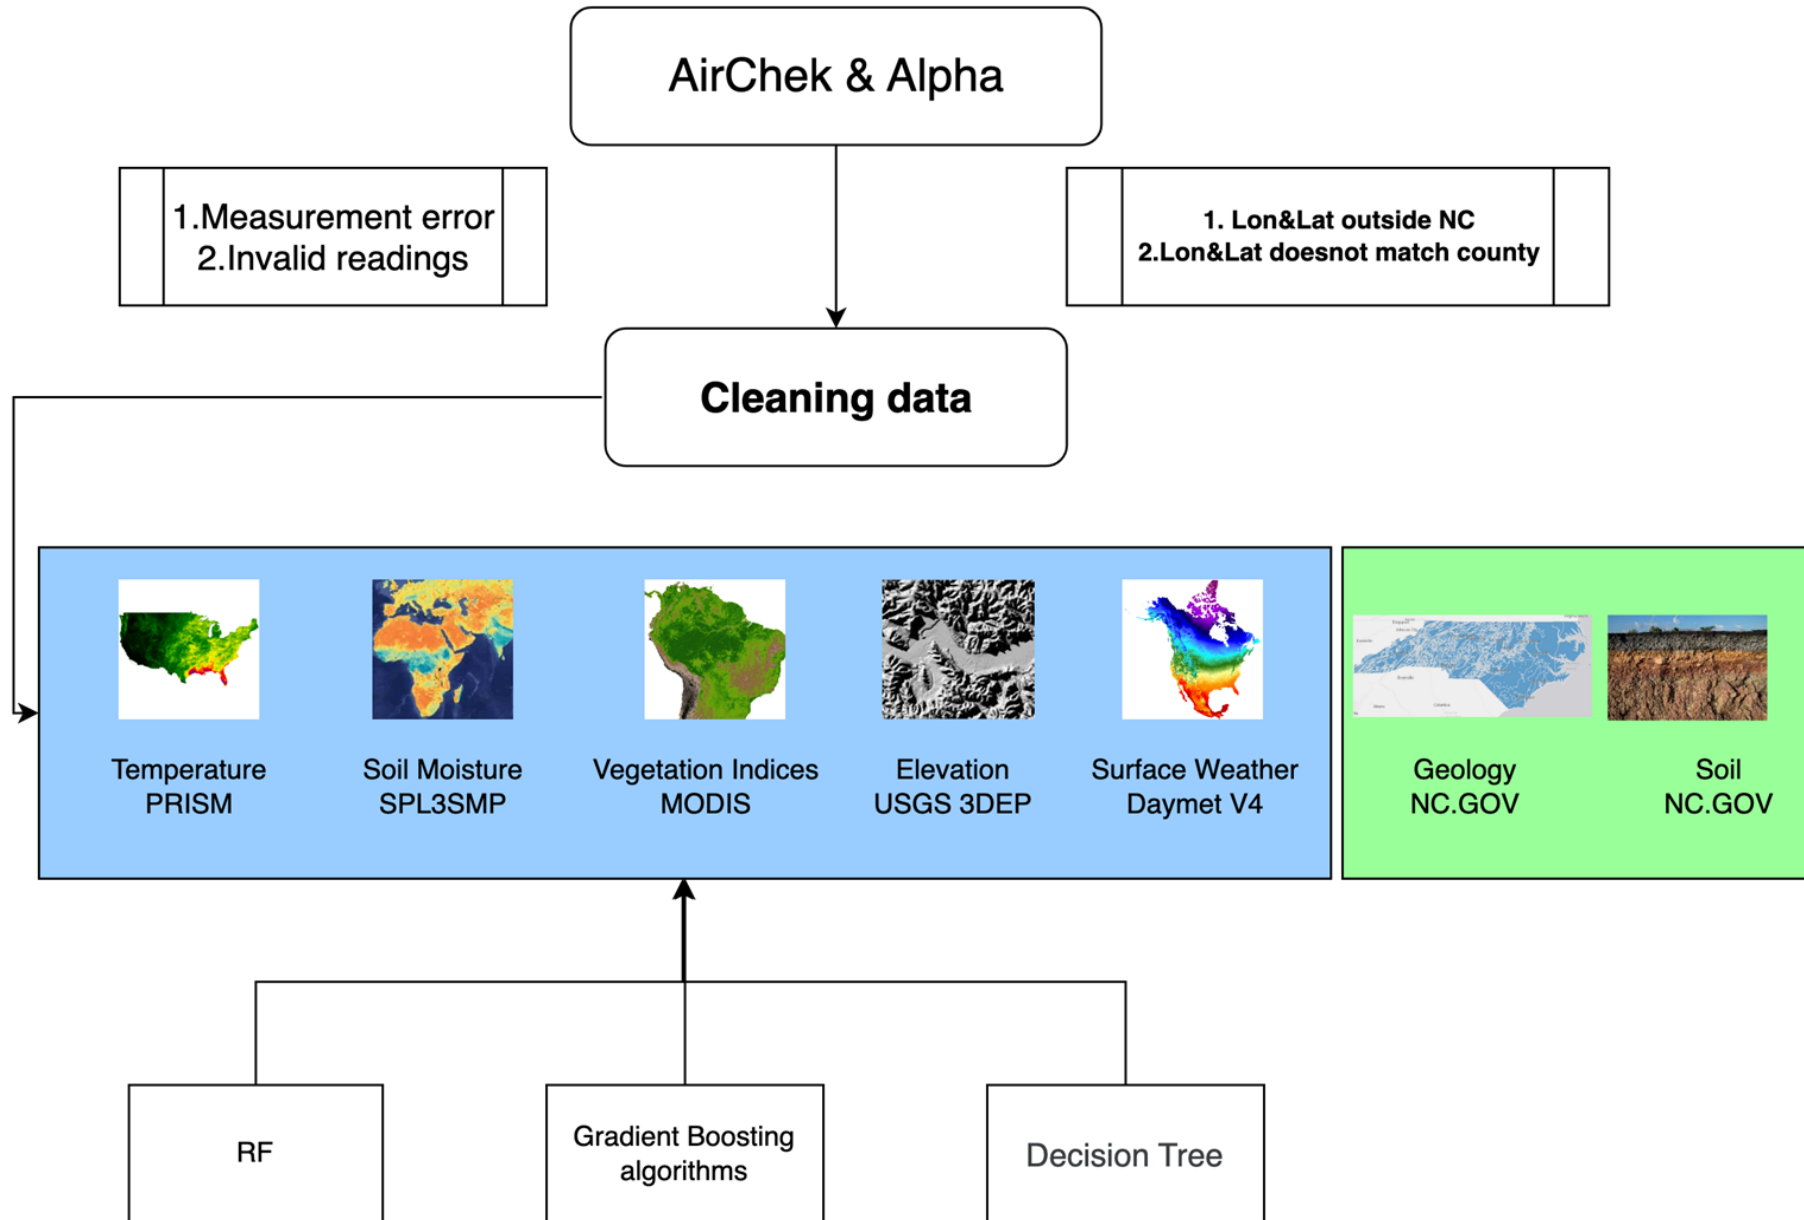 AirChek & Alpha
1.Measurement error
2.Invalid readings
1. Lon&Lat outside NC
2.Lon&Lat doesnot match county
Cleaning data
Temperature
PRISM
Soil Moisture
SPL3SMP
Vegetation Indices
MODIS
Elevation
USGS 3DEP
Surface Weather
Daymet V4
Geology
NC.GOV
Soil
NC.GOV
RF
Gradient Boosting
algorithms
Decision Tree